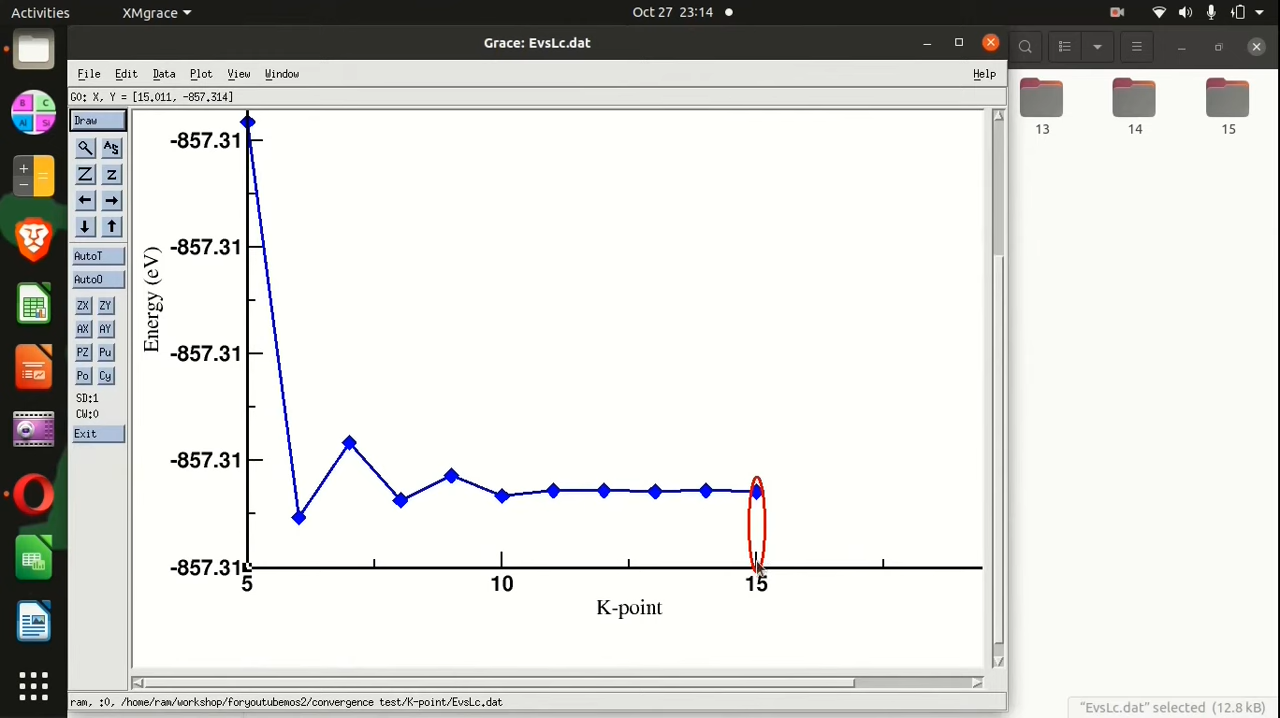 Activities XMgrace Oct 27 23:14
Grace: EvsLc.dat
File Edit Data Plot View Window Help
G0: X, Y = [15.011, -857.314]
Draw
A S
Z z
AutoT
AutoO
ZX ZY
AX AY
PZ Pu
Po Cy
SD:1
CW:0
Exit
-857.31
-857.31
-857.31
-857.31
-857.31
Energy (eV)
5 10 15
K-point
ram, :0, /home/ram/workshop/foryoutubemos2/convergence test/K-point/EvsLc.dat
13 14 15
"EvsLc.dat" selected (12.8 kB)
B C
Al Si